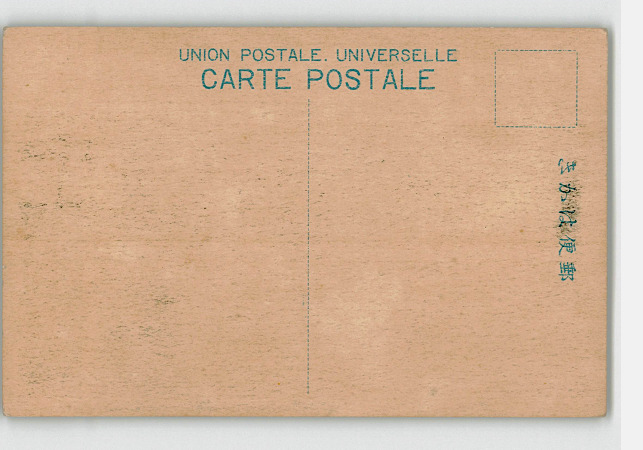 UNION POSTALE. UNIVERSELLE
CARTE POSTALE
郵便はかき